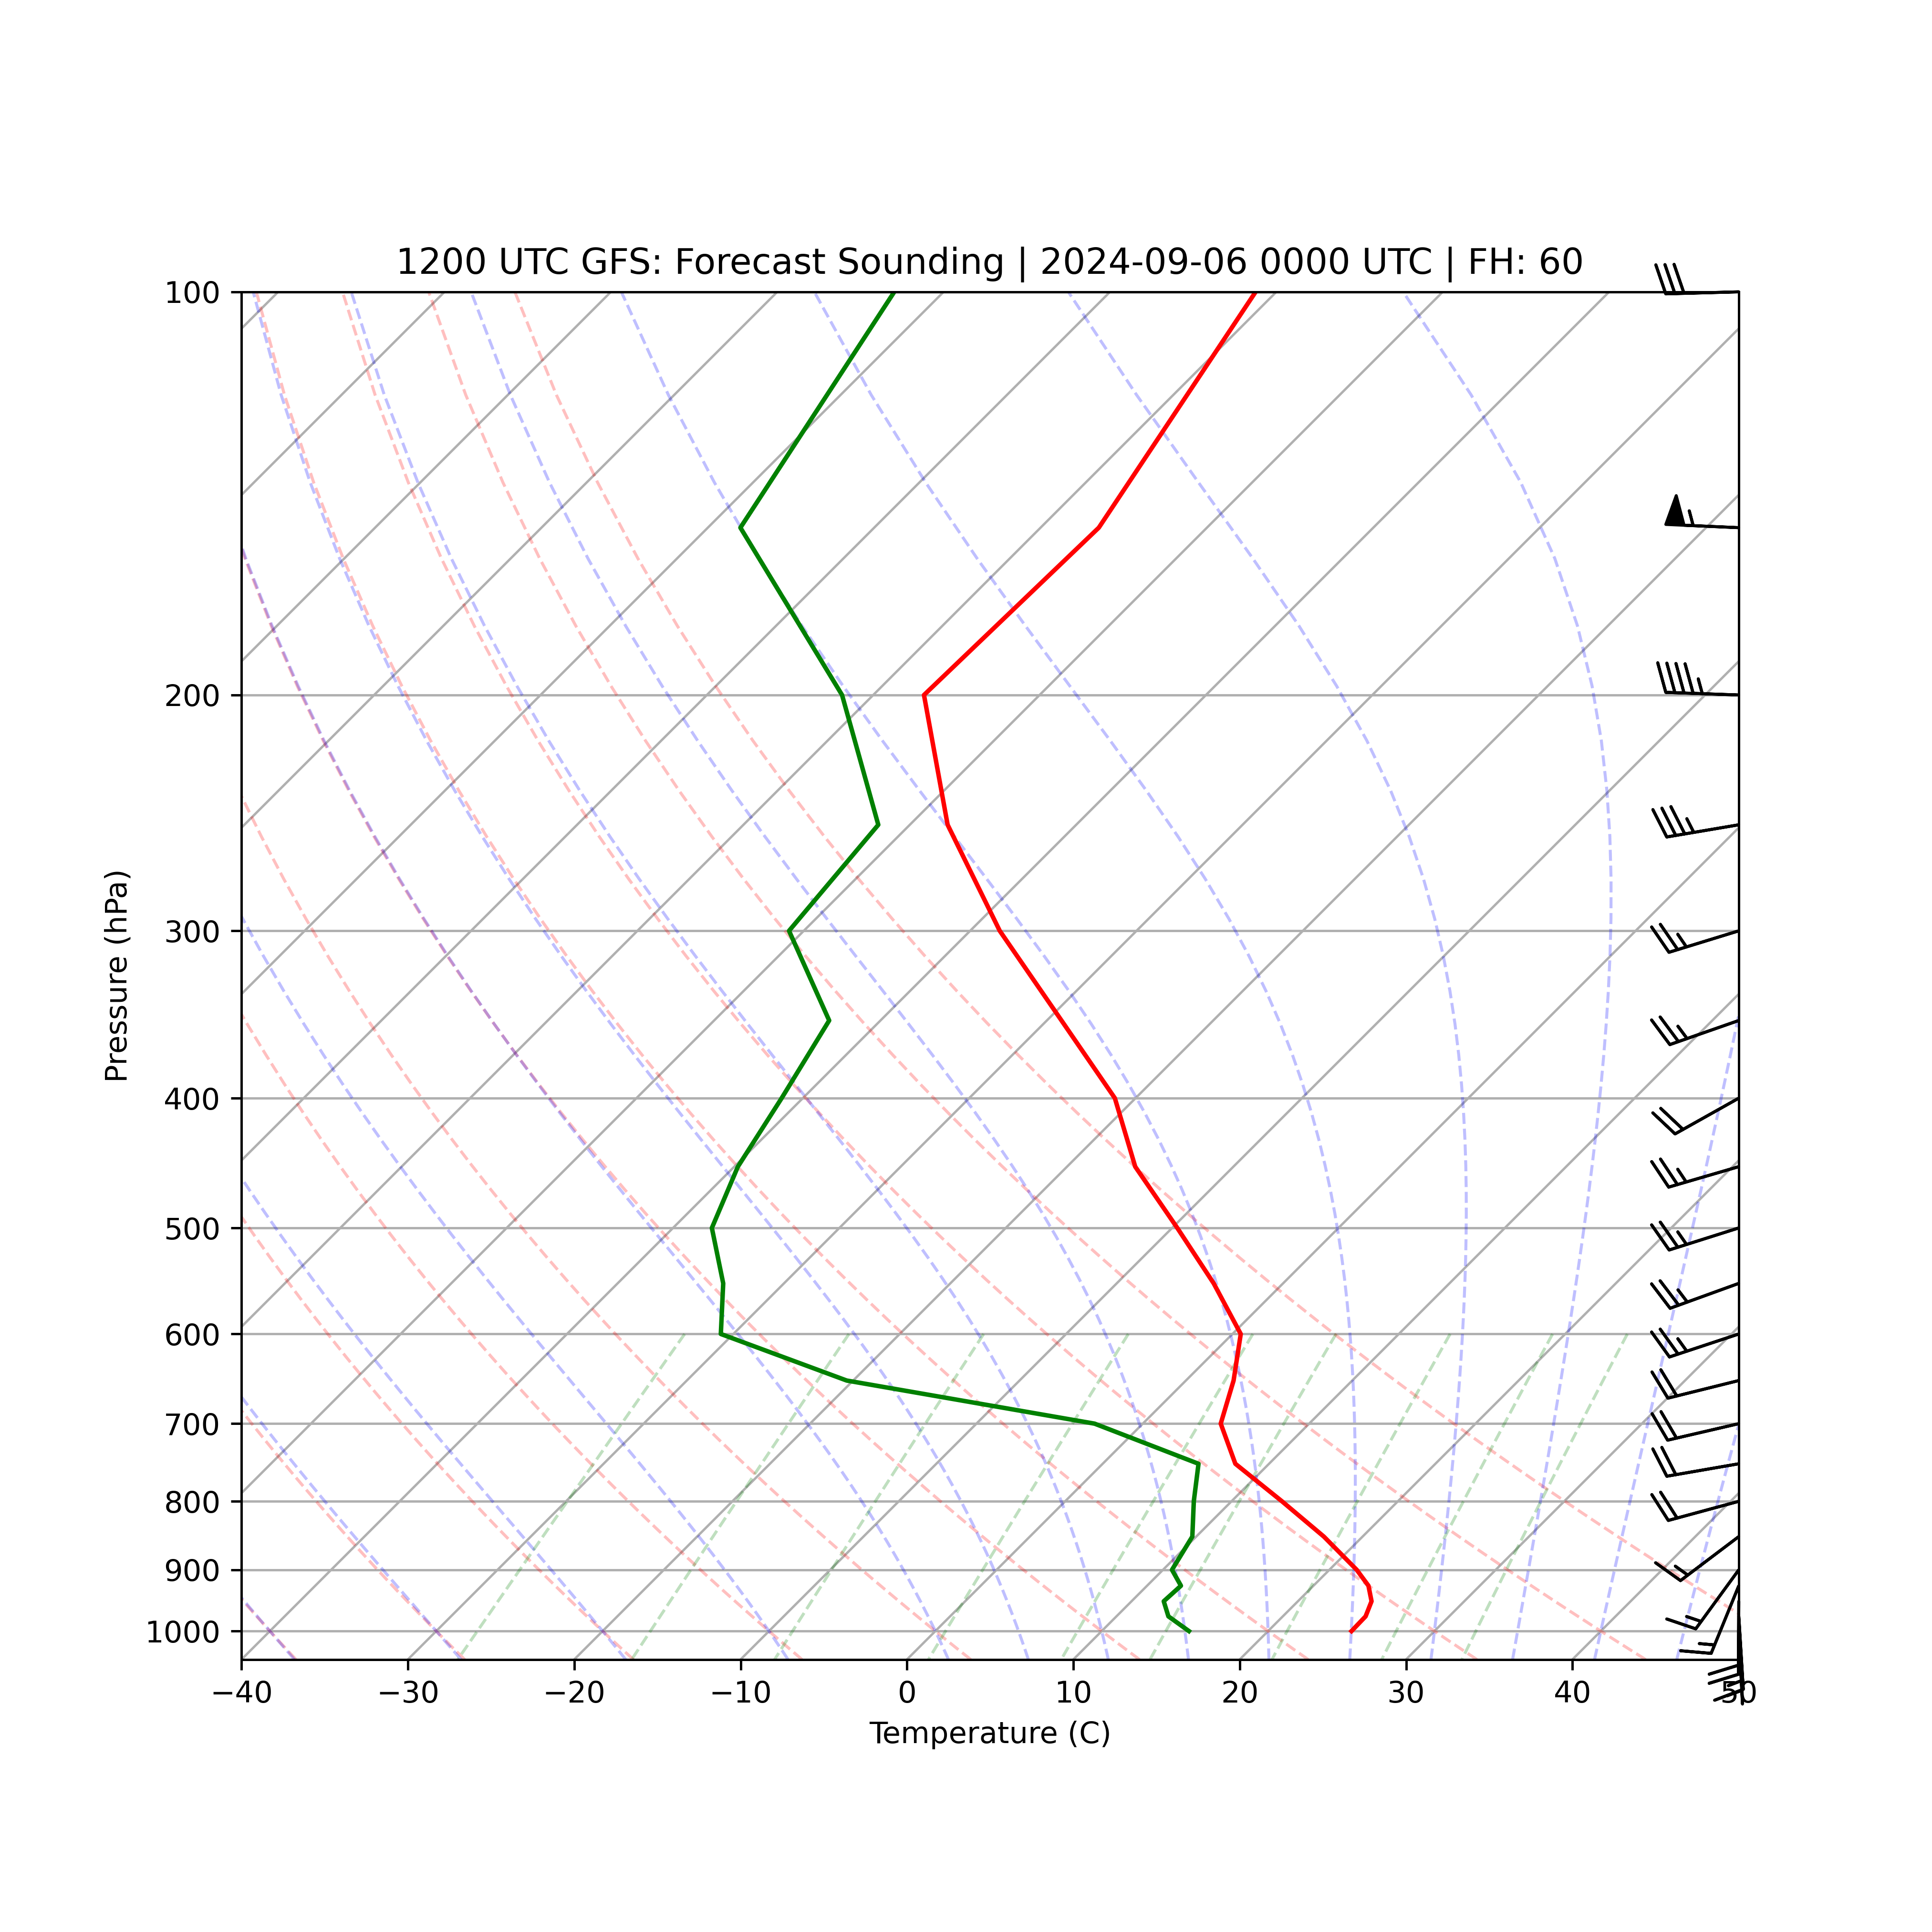 1200 UTC GFS: Forecast Sounding | 2024-09-06 0000 UTC | FH: 60
100
200
300
400
500
600
700
800
900
1000
Pressure (hPa)
−40 −30 −20 −10 0 10 20 30 40 50
Temperature (C)